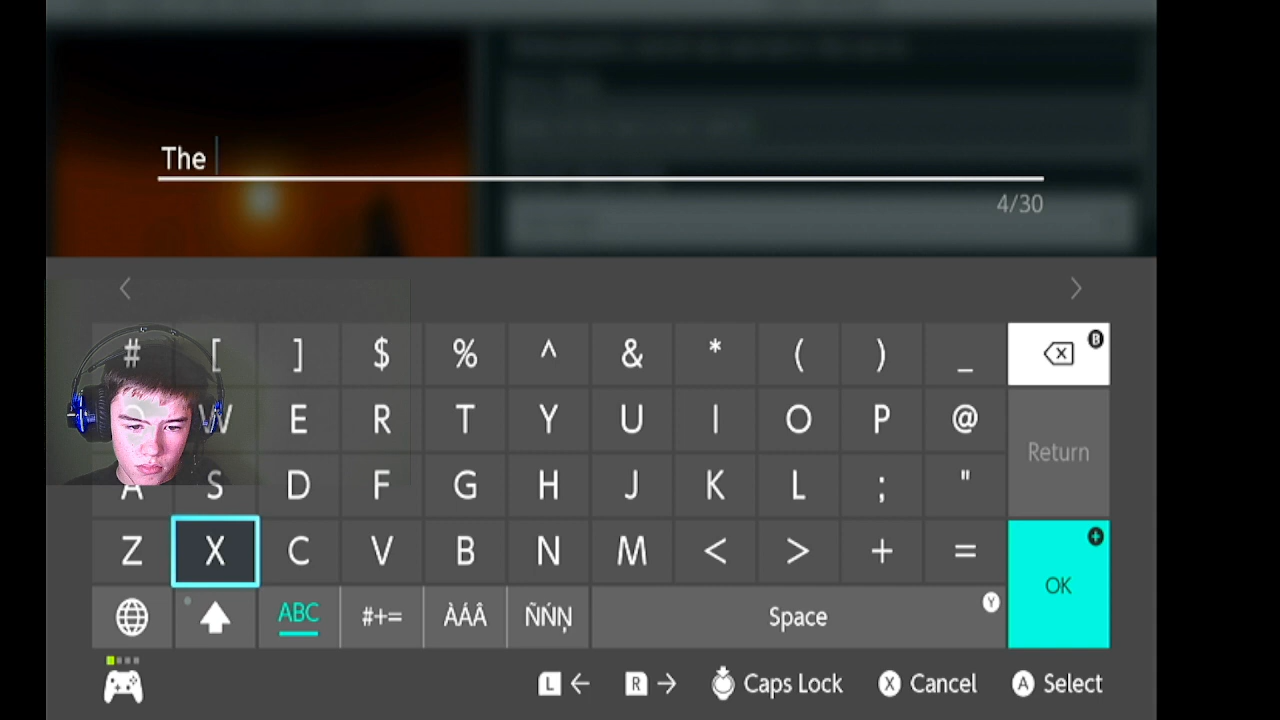 The
4/30
# [ ] $ % ^ & * ( ) _ B
W E R T Y U I O P @ Return
A S D F G H J K L ; "
Z X C V B N M < > + = OK
ABC #+= ÀÁÂ ÑŃŅ Space Y
L ← R → Caps Lock X Cancel A Select